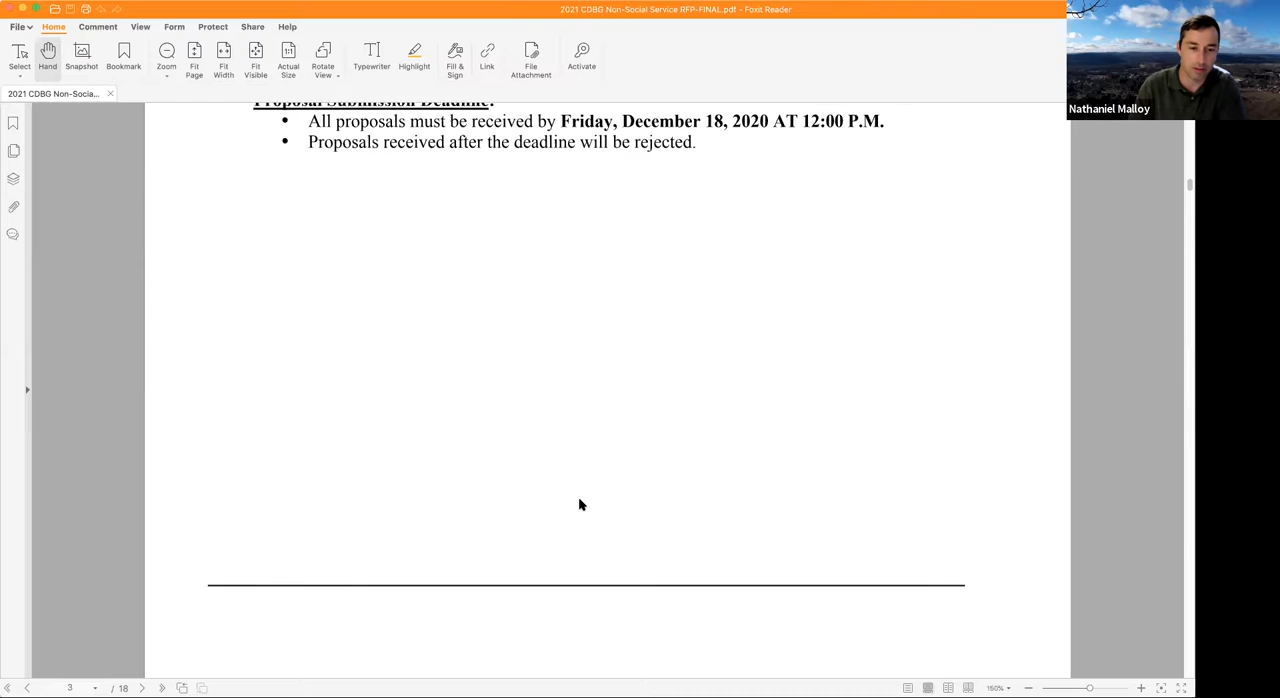 2021 CDBG Non-Social Service RFP-FINAL.pdf - Foxit Reader
File Home Comment View Form Protect Share Help
Select Hand Snapshot Bookmark Zoom Fit Page Fit Width Fit Visible Actual Size Rotate View Typewriter Highlight Fill & Sign Link File Attachment Activate
2021 CDBG Non-Socia...
Nathaniel Malloy
Proposal Submission Deadline:
• All proposals must be received by Friday, December 18, 2020 AT 12:00 P.M.
• Proposals received after the deadline will be rejected.
3 / 18 150%